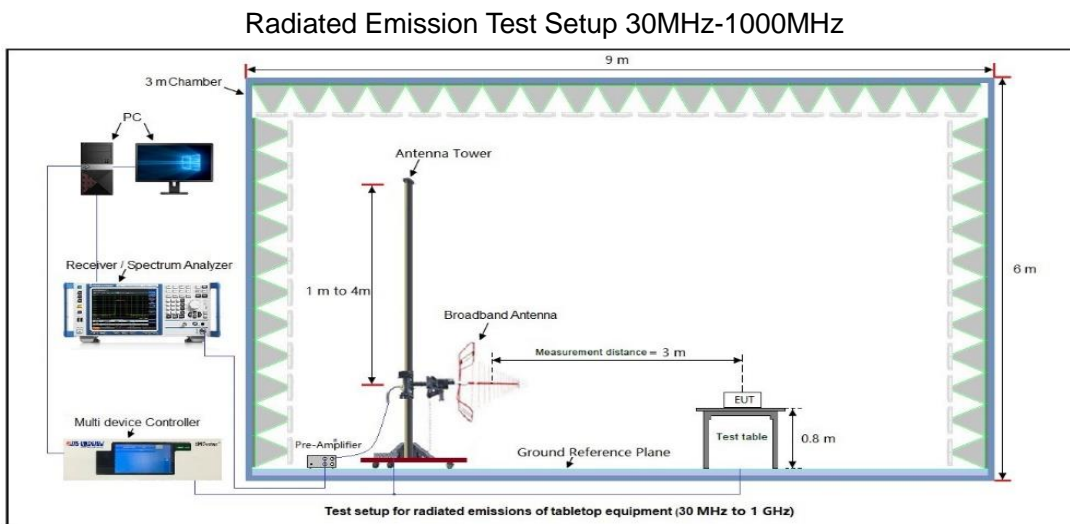 Radiated Emission Test Setup 30MHz-1000MHz
9 m
3 m Chamber
PC
Antenna Tower
Receiver / Spectrum Analyzer
6 m
1 m to 4m
Broadband Antenna
Measurement distance = 3 m
EUT
Multi device Controller
Pre-Amplifier
Test table
0.8 m
Ground Reference Plane
Test setup for radiated emissions of tabletop equipment (30 MHz to 1 GHz)